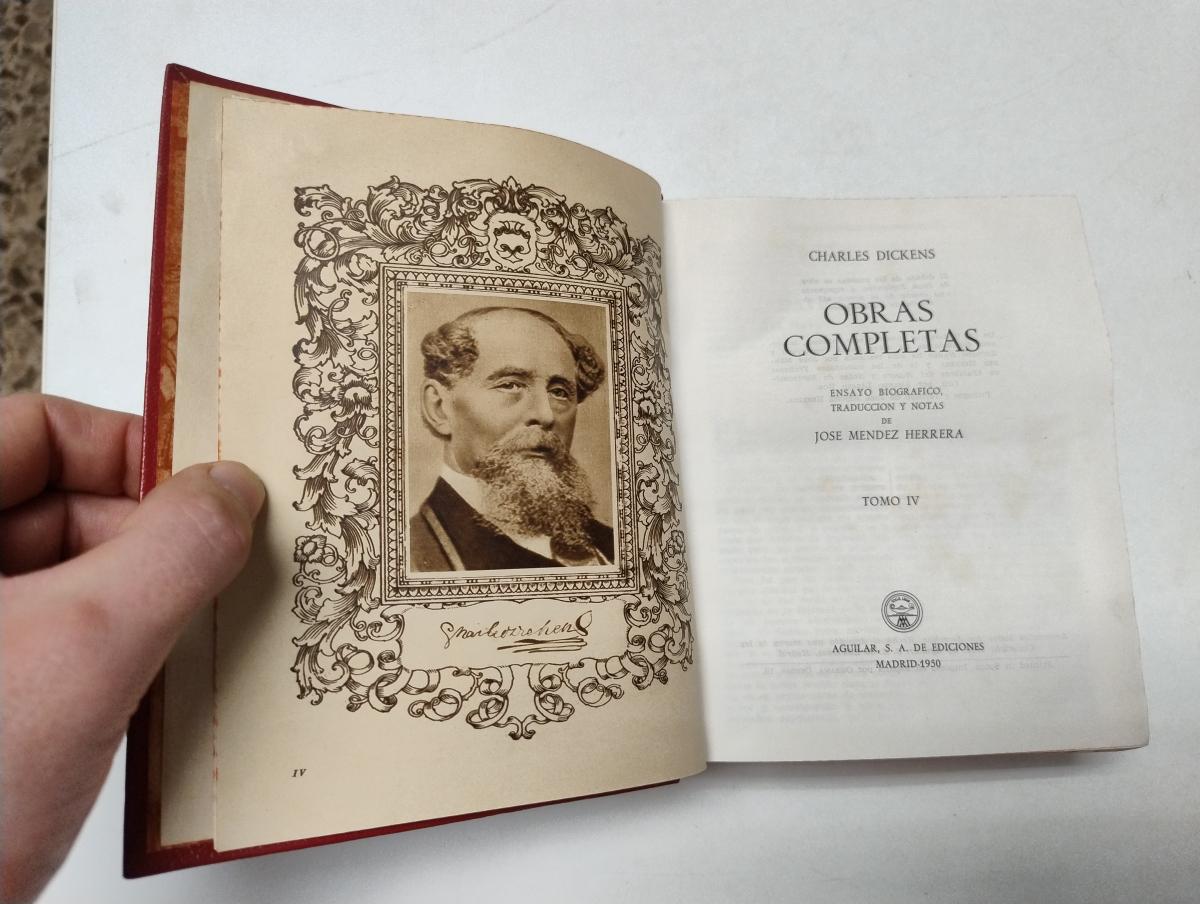 IV
CHARLES DICKENS
OBRAS
COMPLETAS
ENSAYO BIOGRAFICO,
TRADUCCION Y NOTAS
DE
JOSE MENDEZ HERRERA
TOMO IV
AGUILAR, S. A. DE EDICIONES
MADRID-1950